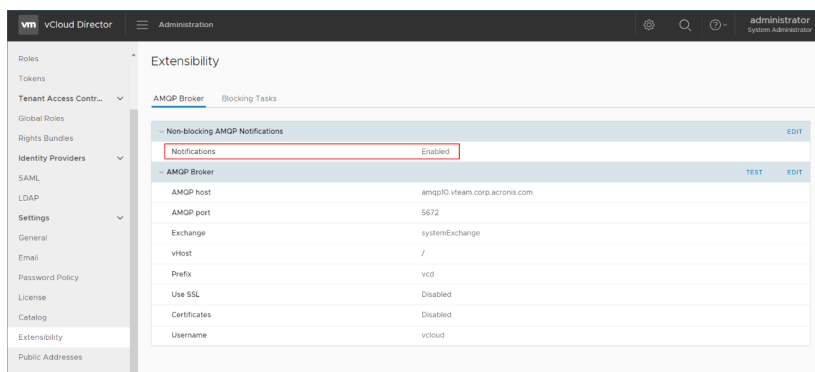 vm vCloud Director Administration administrator
System Administrator
Roles
Tokens
Tenant Access Contr...
Global Roles
Rights Bundles
Identity Providers
SAML
LDAP
Settings
General
Email
Password Policy
License
Catalog
Extensibility
Public Addresses
Extensibility
AMQP Broker Blocking Tasks
Non-blocking AMQP Notifications EDIT
Notifications Enabled
AMQP Broker TEST EDIT
AMQP host amqp10.vteam.corp.acronis.com
AMQP port 5672
Exchange systemExchange
vHost /
Prefix vcd
Use SSL Disabled
Certificates Disabled
Username vcloud